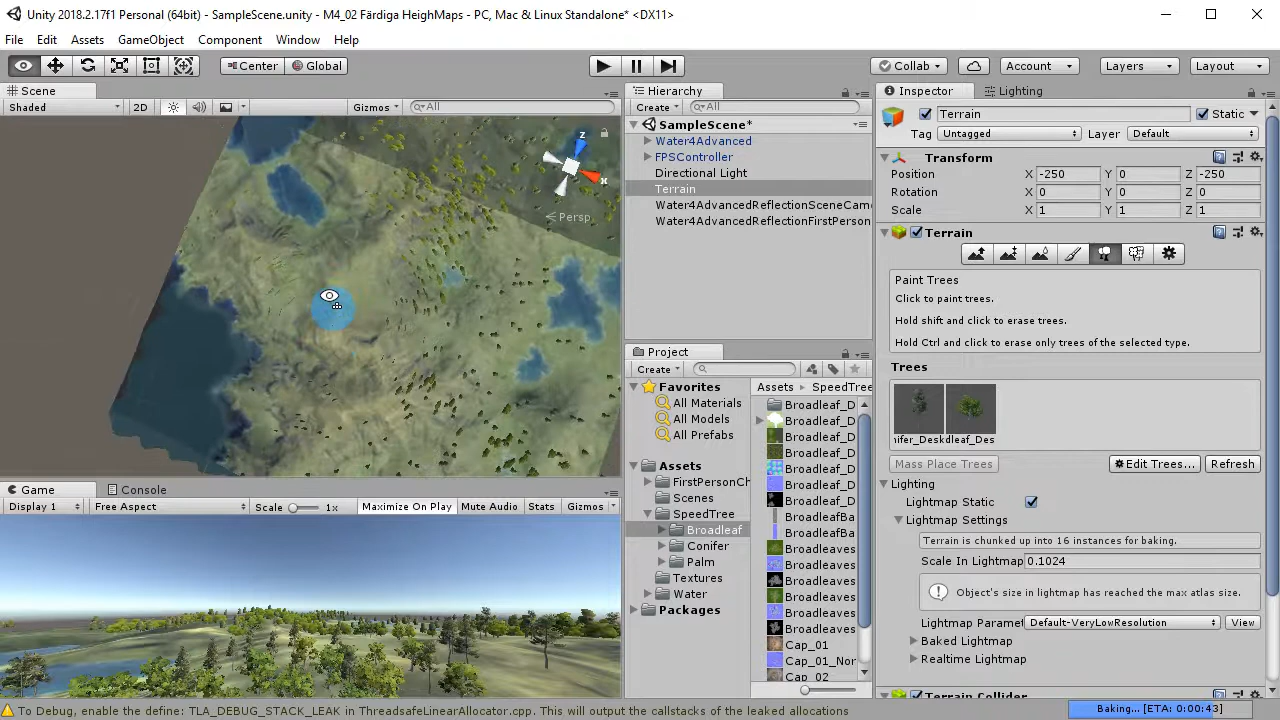 Unity 2018.2.17f1 Personal (64bit) - SampleScene.unity - M4_02 Färdiga HeighMaps - PC, Mac & Linux Standalone* <DX11>
File Edit Assets GameObject Component Window Help
Center Global Collab Account Layers Layout
Scene
Shaded 2D Gizmos All
z
x
Persp
Hierarchy
Create All
SampleScene*
Water4Advanced
FPSController
Directional Light
Terrain
Water4AdvancedReflectionSceneCam
Water4AdvancedReflectionFirstPerson
Project
Create
Favorites
All Materials
All Models
All Prefabs
Assets
FirstPersonCh
Scenes
SpeedTree
Broadleaf
Conifer
Palm
Textures
Water
Packages
Assets SpeedTree
Broadleaf_D
Broadleaf_D
Broadleaf_D
Broadleaf_D
Broadleaf_D
Broadleaf_D
Broadleaf_D
BroadleafBa
BroadleafBa
Broadleaves
Broadleaves
Broadleaves
Broadleaves
Broadleaves
Broadleaves
Cap_01
Cap_01_Nor
Cap_02
Inspector Lighting
Terrain Static
Tag Untagged Layer Default
Transform
Position X -250 Y 0 Z -250
Rotation X 0 Y 0 Z 0
Scale X 1 Y 1 Z 1
Terrain
Paint Trees
Click to paint trees.
Hold shift and click to erase trees.
Hold Ctrl and click to erase only trees of the selected type.
Trees
nifer_Desk dleaf_Des
Mass Place Trees Edit Trees... Refresh
Lighting
Lightmap Static
Lightmap Settings
Terrain is chunked up into 16 instances for baking.
Scale In Lightmap 0.1024
Object's size in lightmap has reached the max atlas size.
Lightmap Paramet Default-VeryLowResolution View
Baked Lightmap
Realtime Lightmap
Terrain Collider
Game Console
Display 1 Free Aspect Scale 1x Maximize On Play Mute Audio Stats Gizmos
To Debug, enable the define: TLA_DEBUG_STACK_LEAK in ThreadsafeLinearAllocator.cpp. This will output the callstacks of the leaked allocations
Baking... [ETA: 0:00:43]